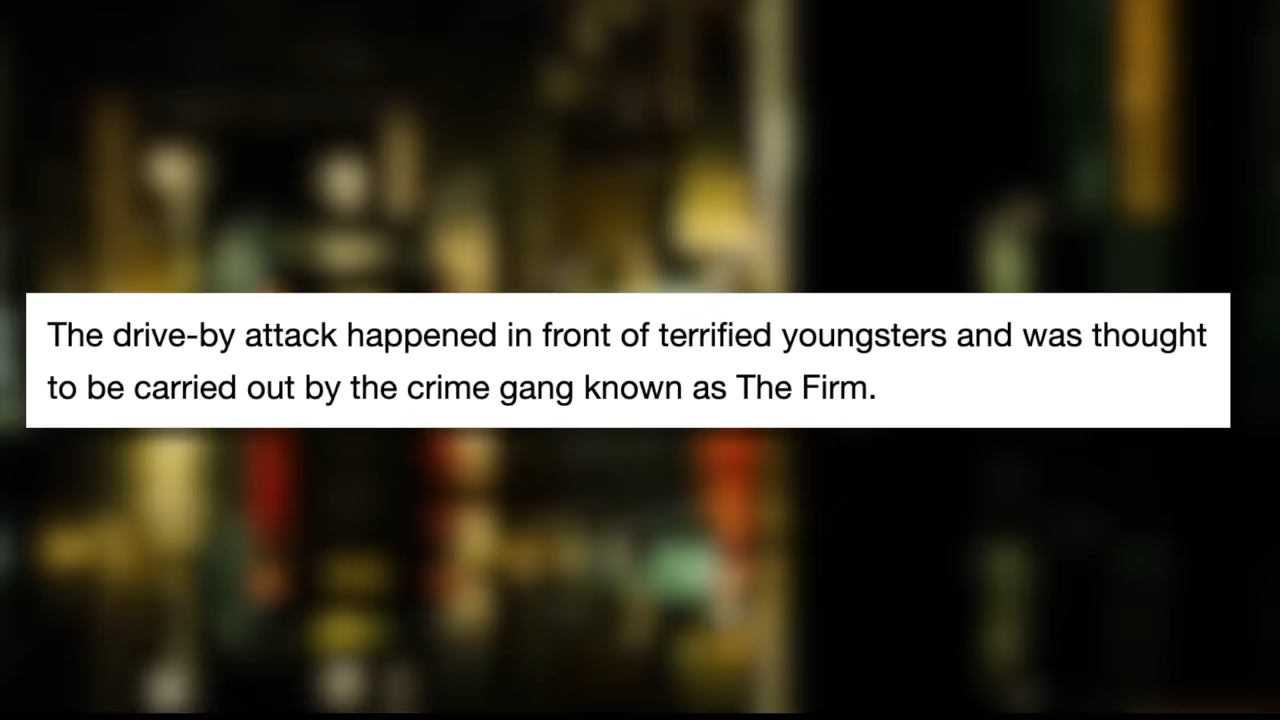 The drive-by attack happened in front of terrified youngsters and was thought
to be carried out by the crime gang known as The Firm.